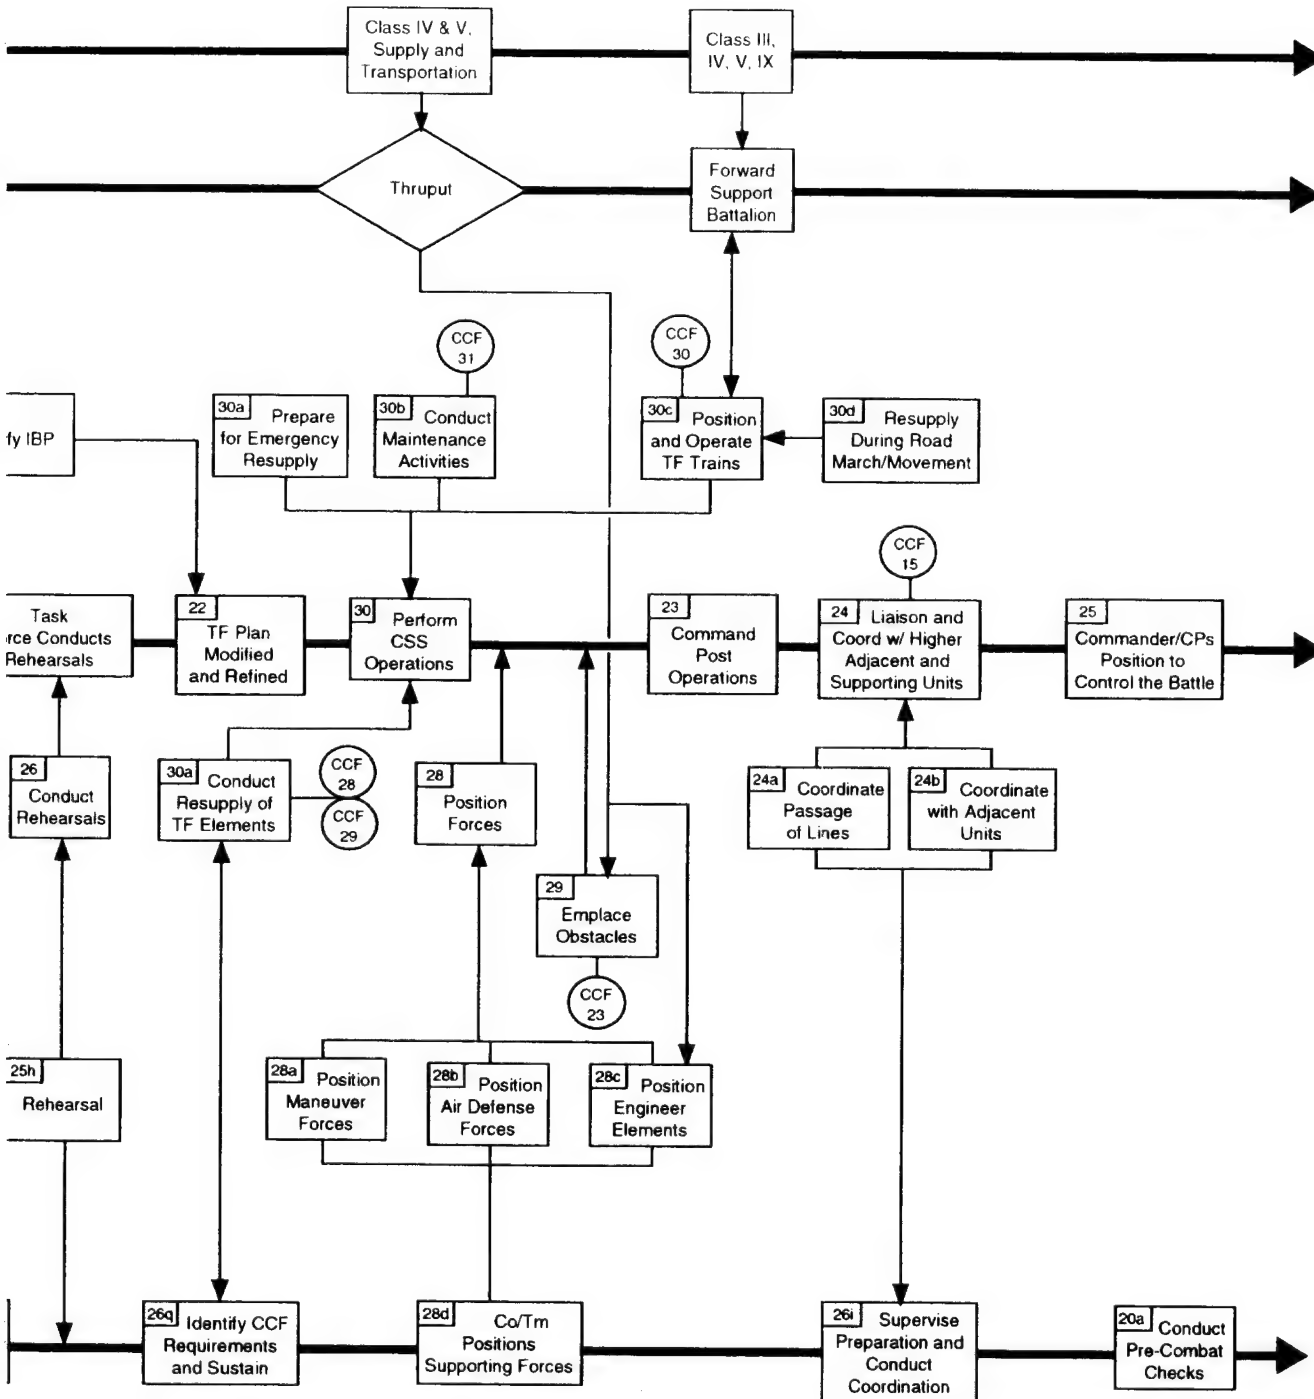 Class IV & V,
Supply and
Transportation
Class III,
IV, V, IX
Thruput
Forward
Support
Battalion
CCF
31
CCF
30
fy IBP
30a Prepare
for Emergency
Resupply
30b Conduct
Maintenance
Activities
30c Position
and Operate
TF Trains
30d Resupply
During Road
March/Movement
CCF
15
Task
rce Conducts
Rehearsals
22
TF Plan
Modified
and Refined
30 Perform
CSS
Operations
23
Command
Post
Operations
24 Liaison and
Coord w/ Higher
Adjacent and
Supporting Units
25
Commander/CPs
Position to
Control the Battle
26
Conduct
Rehearsals
30a Conduct
Resupply of
TF Elements
CCF
28
CCF
29
28
Position
Forces
24a Coordinate
Passage
of Lines
24b Coordinate
with Adjacent
Units
29
Emplace
Obstacles
CCF
23
25h
Rehearsal
28a Position
Maneuver
Forces
28b Position
Air Defense
Forces
28c Position
Engineer
Elements
26q Identify CCF
Requirements
and Sustain
28d Co/Tm
Positions
Supporting Forces
26i Supervise
Preparation and
Conduct
Coordination
20a Conduct
Pre-Combat
Checks